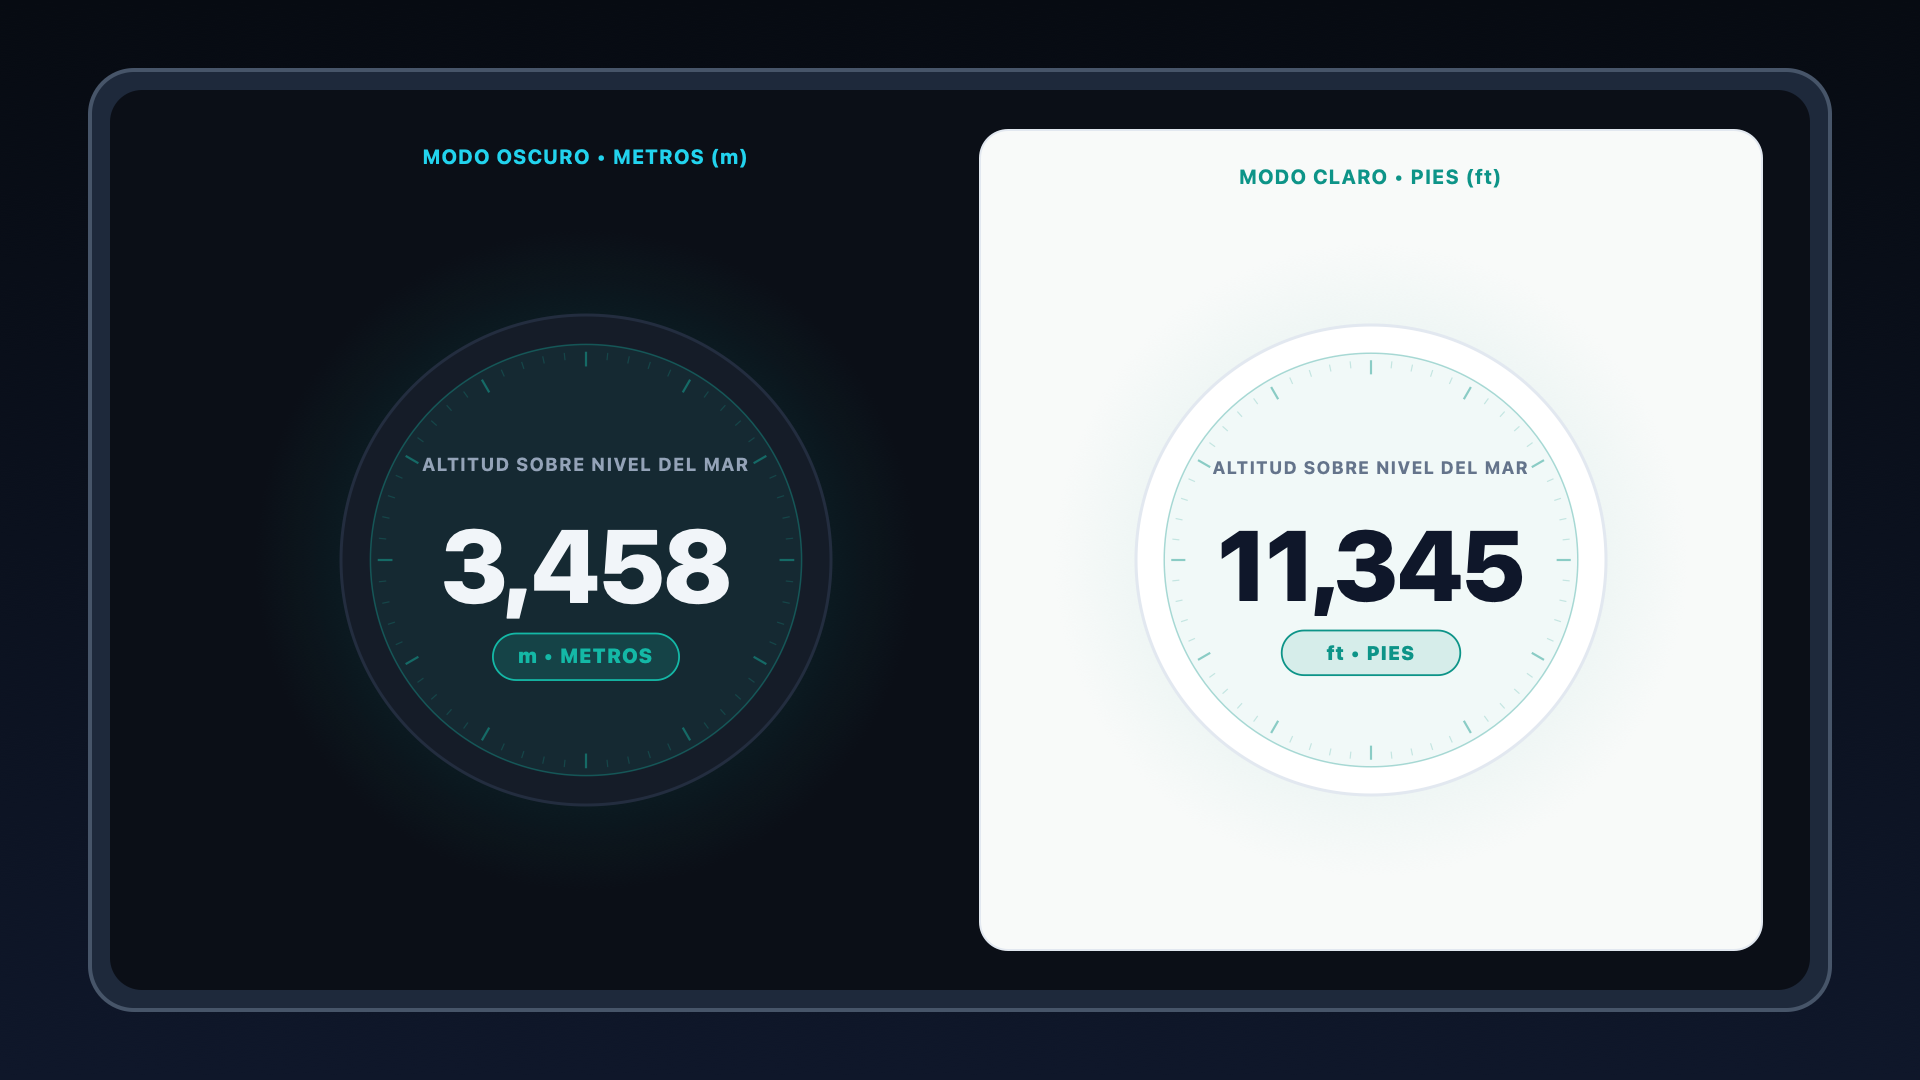 MODO OSCURO • METROS (m)
ALTITUD SOBRE NIVEL DEL MAR
3,458
m • METROS
MODO CLARO • PIES (ft)
ALTITUD SOBRE NIVEL DEL MAR
11,345
ft • PIES